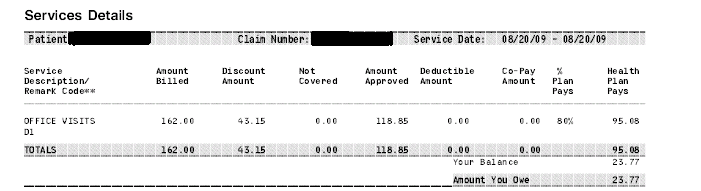 Services Details
Patient Claim Number: Service Date: 08/20/09 - 08/20/09
Service Amount Discount Not Amount Deductible Co-Pay % Health
Description/ Billed Amount Covered Approved Amount Amount Plan Plan
Remark Code** Pays Pays
OFFICE VISITS 162.00 43.15 0.00 118.85 0.00 0.00 80% 95.08
D1
TOTALS 162.00 43.15 0.00 118.85 0.00 0.00 95.08
Your Balance 23.77
Amount You Owe 23.77